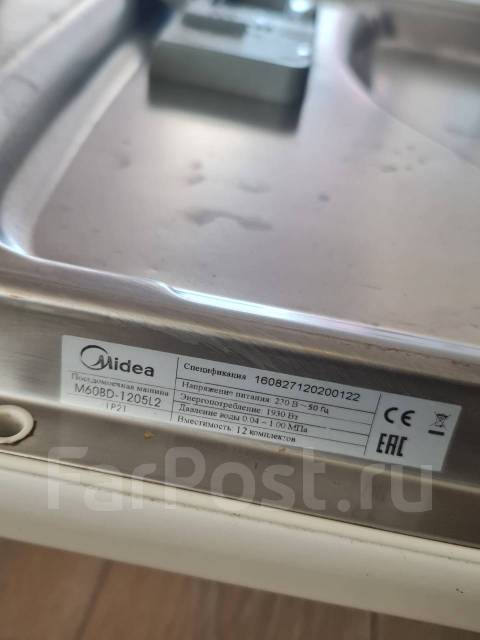 Midea
Посудомоечная машина
M60BD-1205L2
IP21
Спецификация 160827120200122
Напряжение питания 220 В ~ 50 Гц
Энергопотребление 1930 Вт
Давление воды 0.04 - 1.00 МПа
Вместимость 12 комплектов
CE
EAC
FarPost.ru